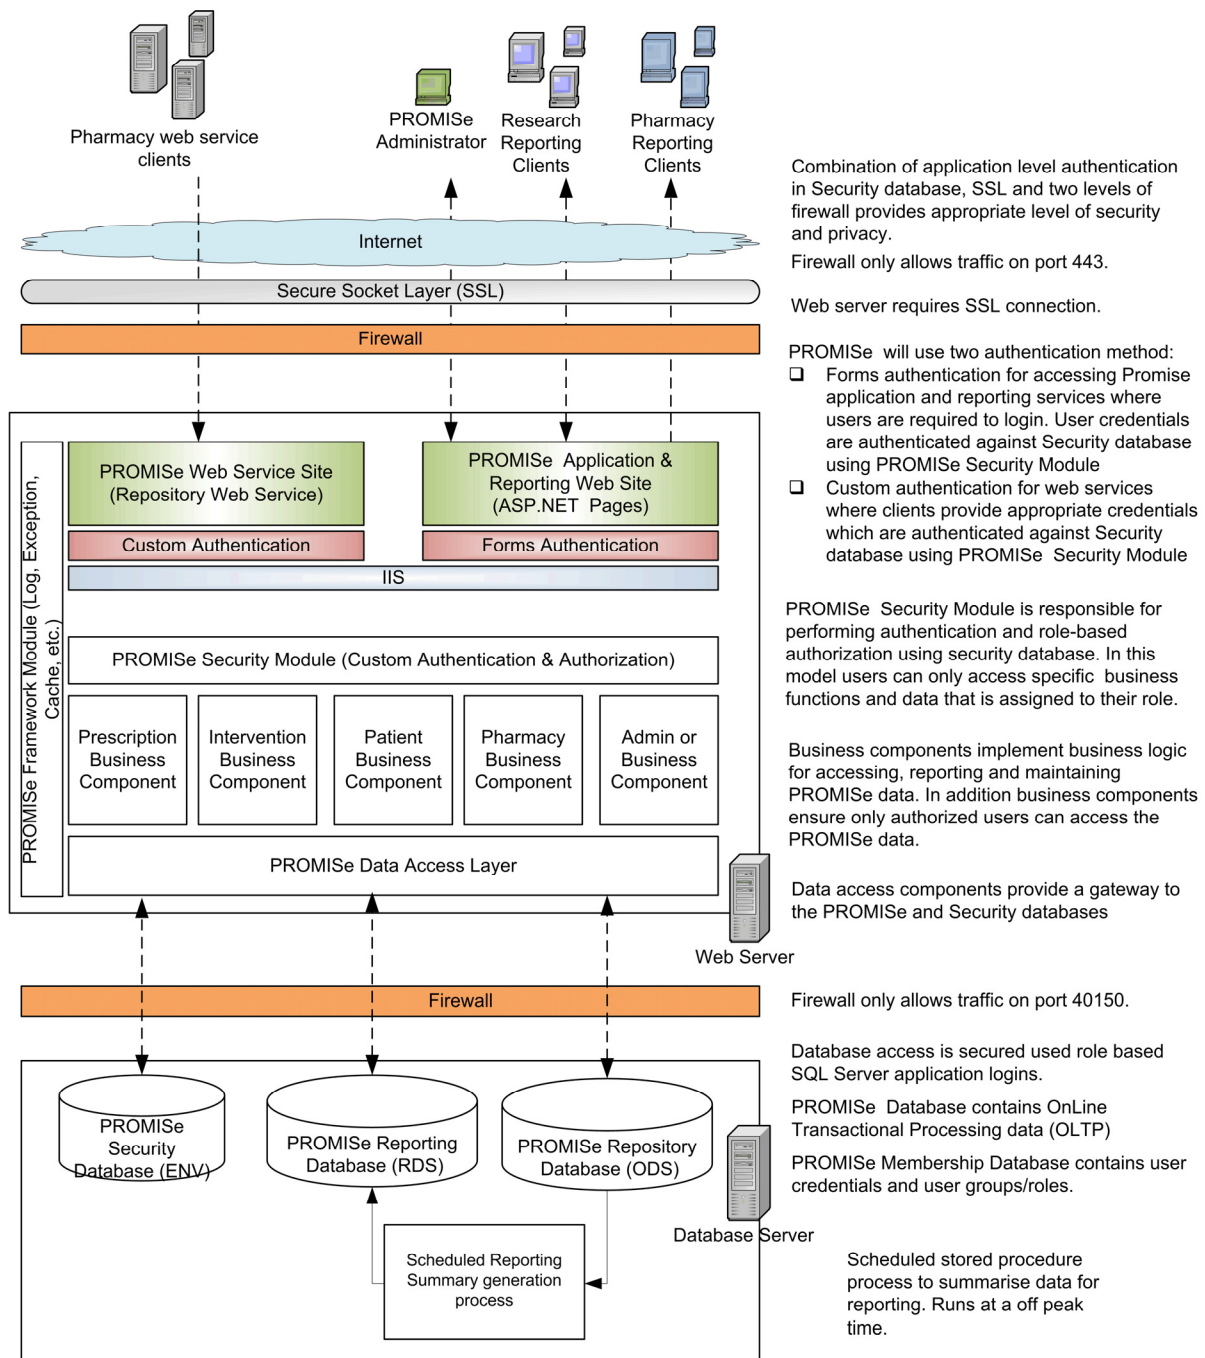 Pharmacy web service
clients
PROMISe
Administrator
Research
Reporting
Clients
Pharmacy
Reporting
Clients
Internet
Secure Socket Layer (SSL)
Firewall
Combination of application level authentication
in Security database, SSL and two levels of
firewall provides appropriate level of security
and privacy.
Firewall only allows traffic on port 443.
Web server requires SSL connection.
PROMISe will use two authentication method:
❑ Forms authentication for accessing Promise
application and reporting services where
users are required to login. User credentials
are authenticated against Security database
using PROMISe Security Module
❑ Custom authentication for web services
where clients provide appropriate credentials
which are authenticated against Security
database using PROMISe Security Module
PROMISe Framework Module (Log, Exception,
Cache, etc.)
PROMISe Web Service Site
(Repository Web Service)
PROMISe Application &
Reporting Web Site
(ASP.NET Pages)
Custom Authentication
Forms Authentication
IIS
PROMISe Security Module (Custom Authentication & Authorization)
PROMISe Security Module is responsible for
performing authentication and role-based
authorization using security database. In this
model users can only access specific business
functions and data that is assigned to their role.
Prescription
Business
Component
Intervention
Business
Component
Patient
Business
Component
Pharmacy
Business
Component
Admin or
Business
Component
Business components implement business logic
for accessing, reporting and maintaining
PROMISe data. In addition business components
ensure only authorized users can access the
PROMISe data.
PROMISe Data Access Layer
Data access components provide a gateway to
the PROMISe and Security databases
Web Server
Firewall
Firewall only allows traffic on port 40150.
Database access is secured used role based
SQL Server application logins.
PROMISe Database contains OnLine
Transactional Processing data (OLTP)
PROMISe Membership Database contains user
credentials and user groups/roles.
PROMISe
Security
Database (ENV)
PROMISe Reporting
Database (RDS)
PROMISe Repository
Database (ODS)
Database Server
Scheduled Reporting
Summary generation
process
Scheduled stored procedure
process to summarise data for
reporting. Runs at a off peak
time.